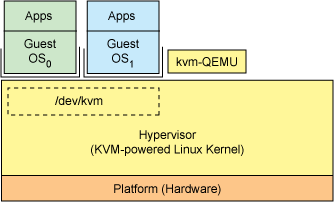 Apps
Guest
OS0
Apps
Guest
OS1
kvm-QEMU
/dev/kvm
Hypervisor
(KVM-powered Linux Kernel)
Platform (Hardware)